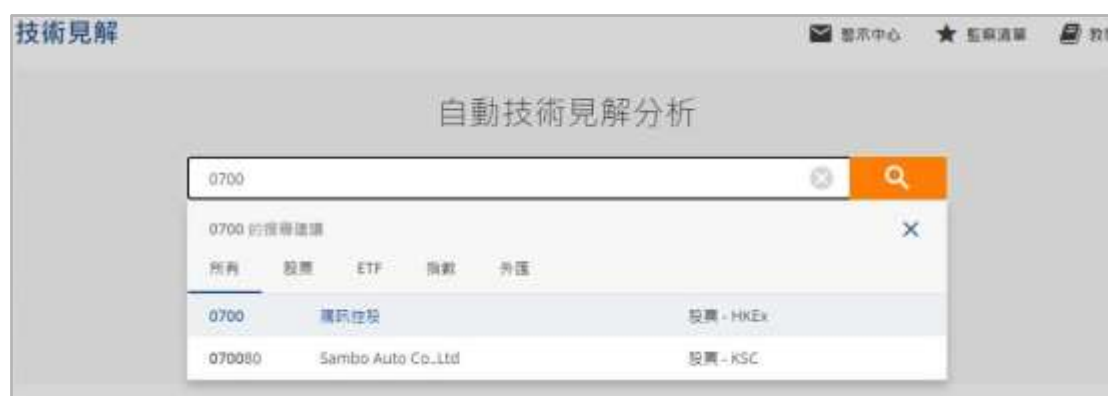 技術見解
警示中心 監察清單
自動技術見解分析
0700
0700 的搜尋建議
所有 股票 ETF 指數 外匯
0700 騰訊控股 股票 - HKEx
070080 Sambo Auto Co.,Ltd 股票 - KSC